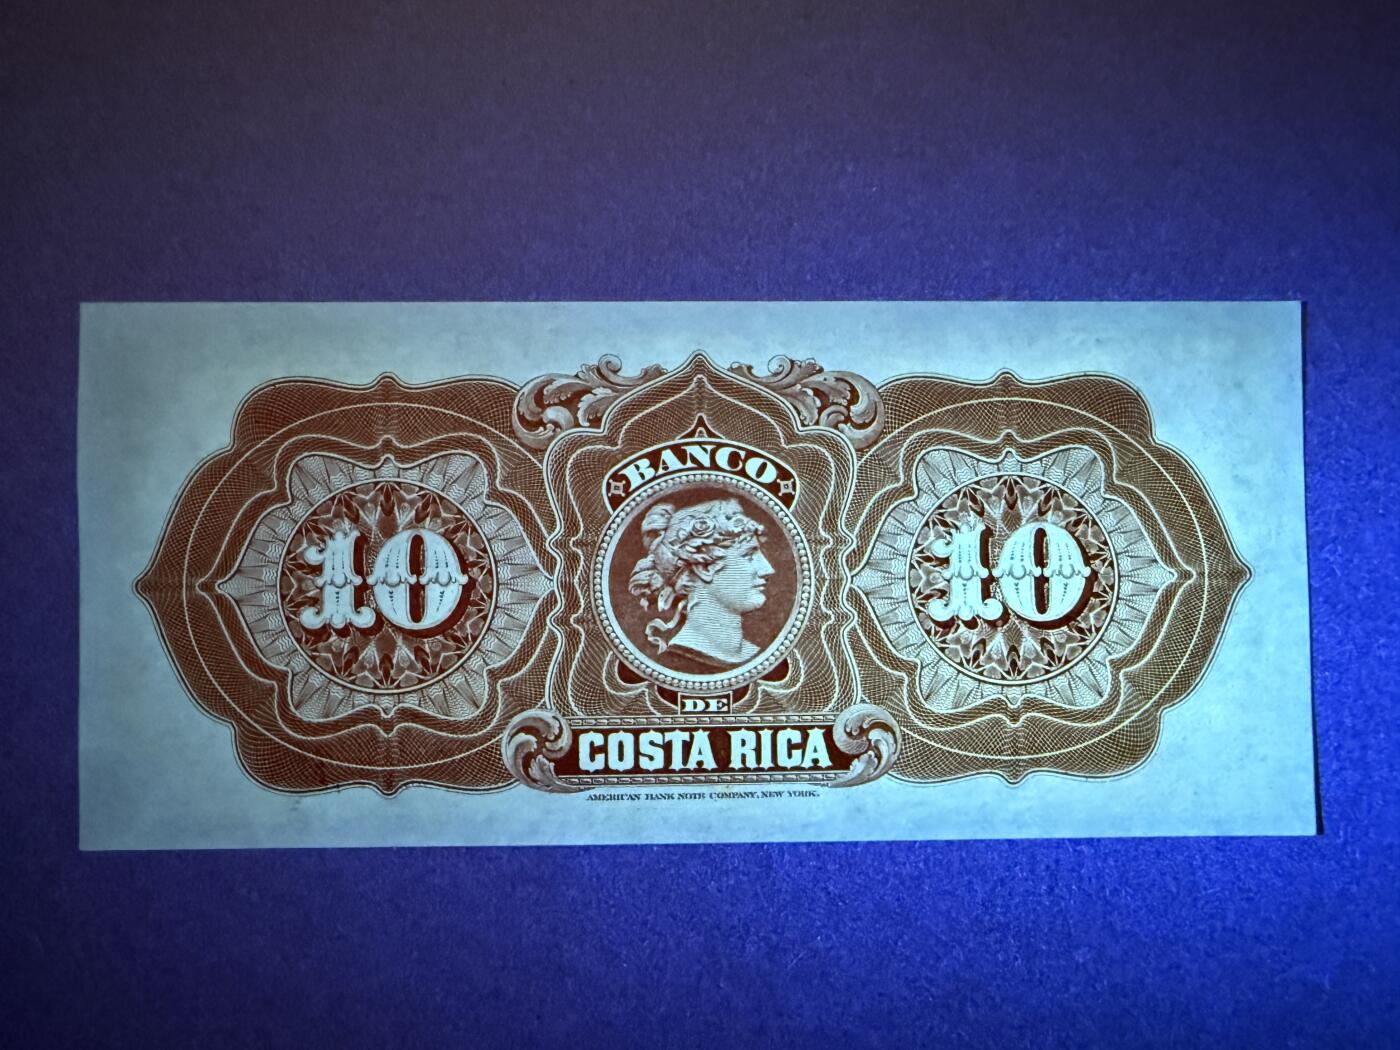 BANCO
10 10
DE
COSTA RICA
AMERICAN BANK NOTE COMPANY, NEW YORK.